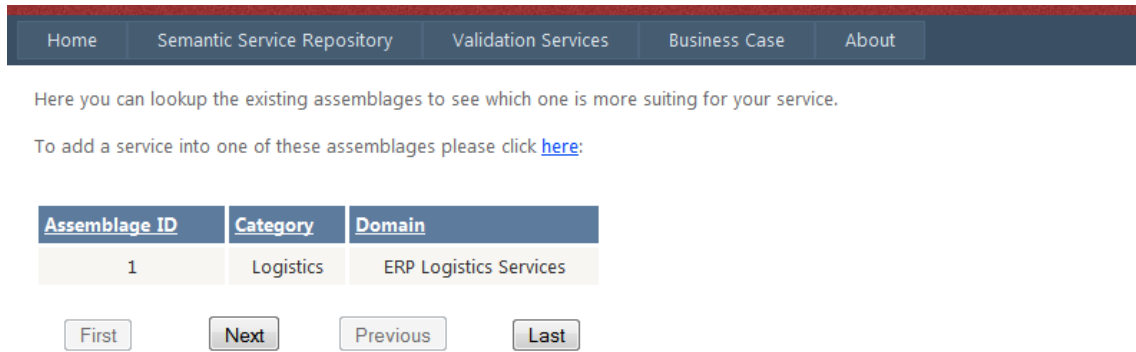 Home Semantic Service Repository Validation Services Business Case About
Here you can lookup the existing assemblages to see which one is more suiting for your service.
To add a service into one of these assemblages please click here:
Assemblage ID Category Domain
1 Logistics ERP Logistics Services
First Next Previous Last